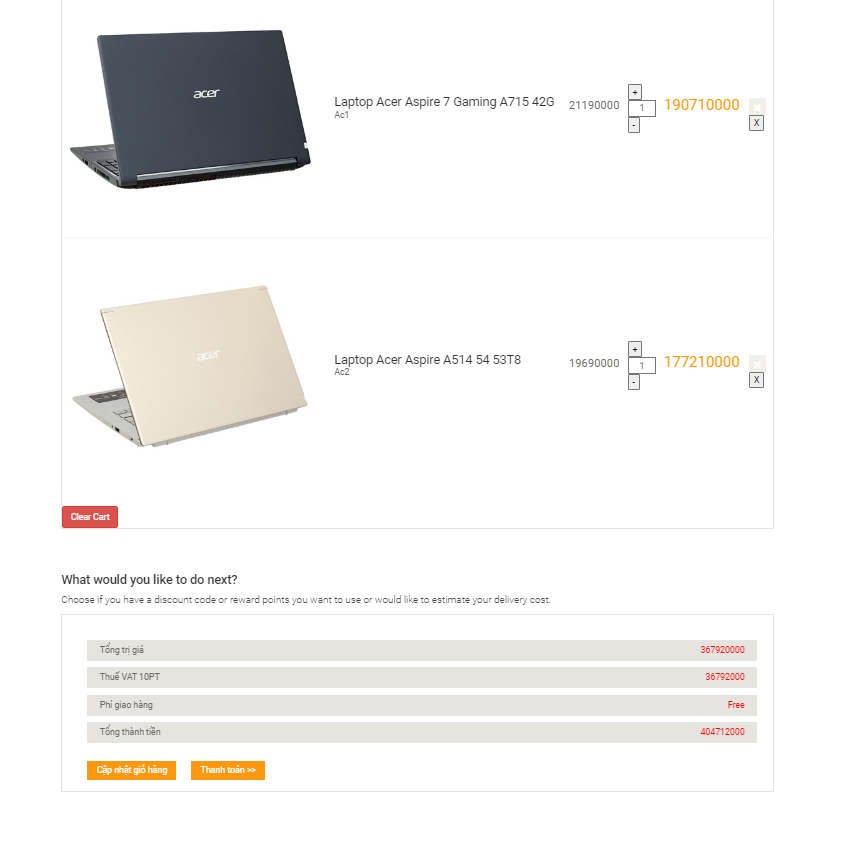 acer
Laptop Acer Aspire 7 Gaming A715 42G
Ac1
21190000
+
1
-
190710000
X
acer
Laptop Acer Aspire A514 54 53T8
Ac2
19690000
+
1
-
177210000
X
Clear Cart
What would you like to do next?
Choose if you have a discount code or reward points you want to use or would like to estimate your delivery cost.
Tổng trị giá 367920000
Thuế VAT 10PT 36792000
Phí giao hàng Free
Tổng thành tiền 404712000
Cập nhật giỏ hàng Thanh toán >>